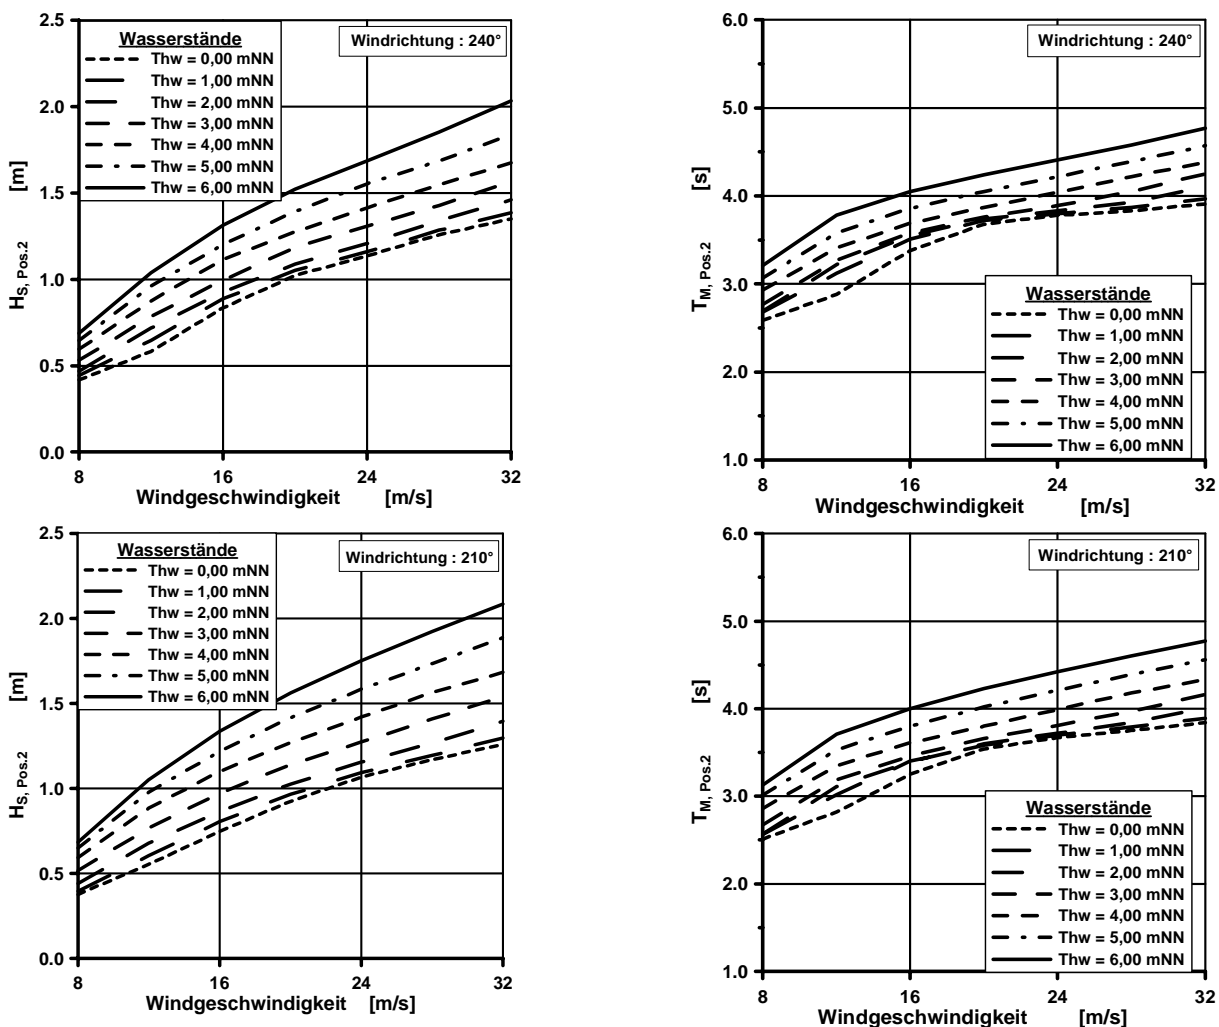 2.5
2.0
1.5
1.0
0.5
0.0
H S, Pos.2 [m]
Wasserstände
Thw = 0,00 mNN
Thw = 1,00 mNN
Thw = 2,00 mNN
Thw = 3,00 mNN
Thw = 4,00 mNN
Thw = 5,00 mNN
Thw = 6,00 mNN
Windrichtung : 240°
8 16 24 32
Windgeschwindigkeit [m/s]
6.0
5.0
4.0
3.0
2.0
1.0
T M, Pos.2 [s]
Windrichtung : 240°
Wasserstände
Thw = 0,00 mNN
Thw = 1,00 mNN
Thw = 2,00 mNN
Thw = 3,00 mNN
Thw = 4,00 mNN
Thw = 5,00 mNN
Thw = 6,00 mNN
8 16 24 32
Windgeschwindigkeit [m/s]
2.5
2.0
1.5
1.0
0.5
0.0
H S, Pos.2 [m]
Wasserstände
Thw = 0,00 mNN
Thw = 1,00 mNN
Thw = 2,00 mNN
Thw = 3,00 mNN
Thw = 4,00 mNN
Thw = 5,00 mNN
Thw = 6,00 mNN
Windrichtung : 210°
8 16 24 32
Windgeschwindigkeit [m/s]
6.0
5.0
4.0
3.0
2.0
1.0
T M, Pos.2 [s]
Windrichtung : 210°
Wasserstände
Thw = 0,00 mNN
Thw = 1,00 mNN
Thw = 2,00 mNN
Thw = 3,00 mNN
Thw = 4,00 mNN
Thw = 5,00 mNN
Thw = 6,00 mNN
8 16 24 32
Windgeschwindigkeit [m/s]